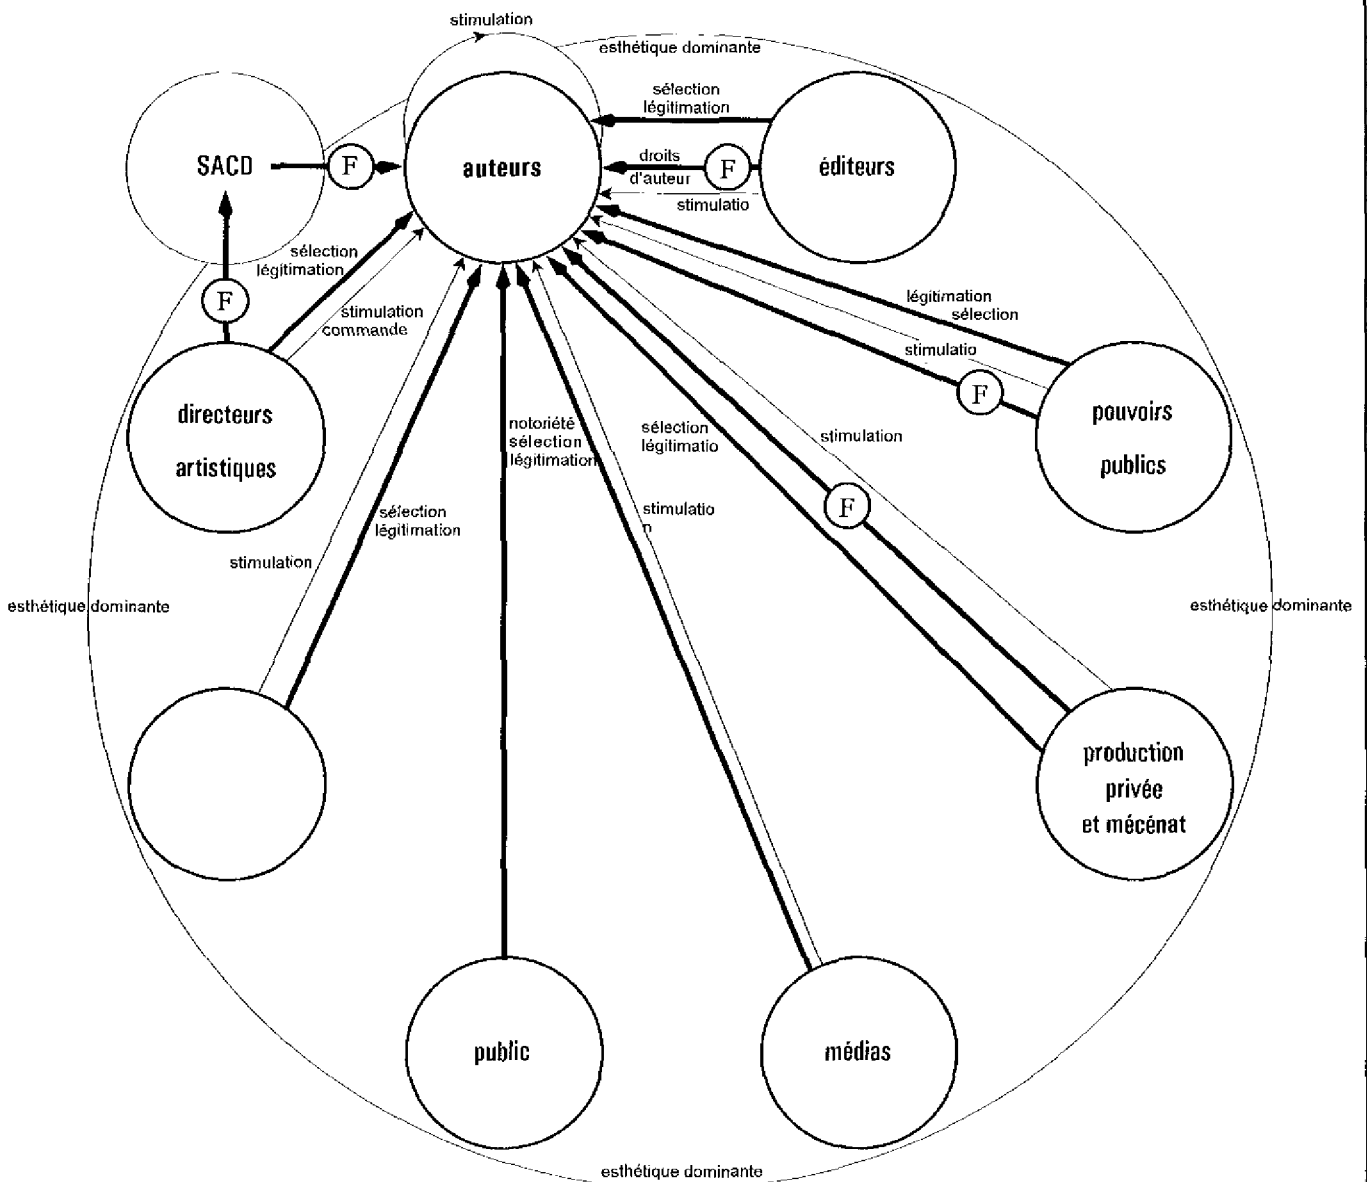 stimulation
esthétique dominante
sélection
légitimation
SACD
F
auteurs
droits
d'auteur
F
éditeurs
stimulatio
sélection
légitimation
F
stimulation
commande
légitimation
sélection
stimulatio
F
directeurs
artistiques
pouvoirs
publics
notoriété
sélection
légitimation
sélection
légitimatio
stimulation
F
sélection
légitimation
stimulatio
n
stimulation
esthétique dominante
esthétique dominante
production
privée
et mécénat
public
médias
esthétique dominante